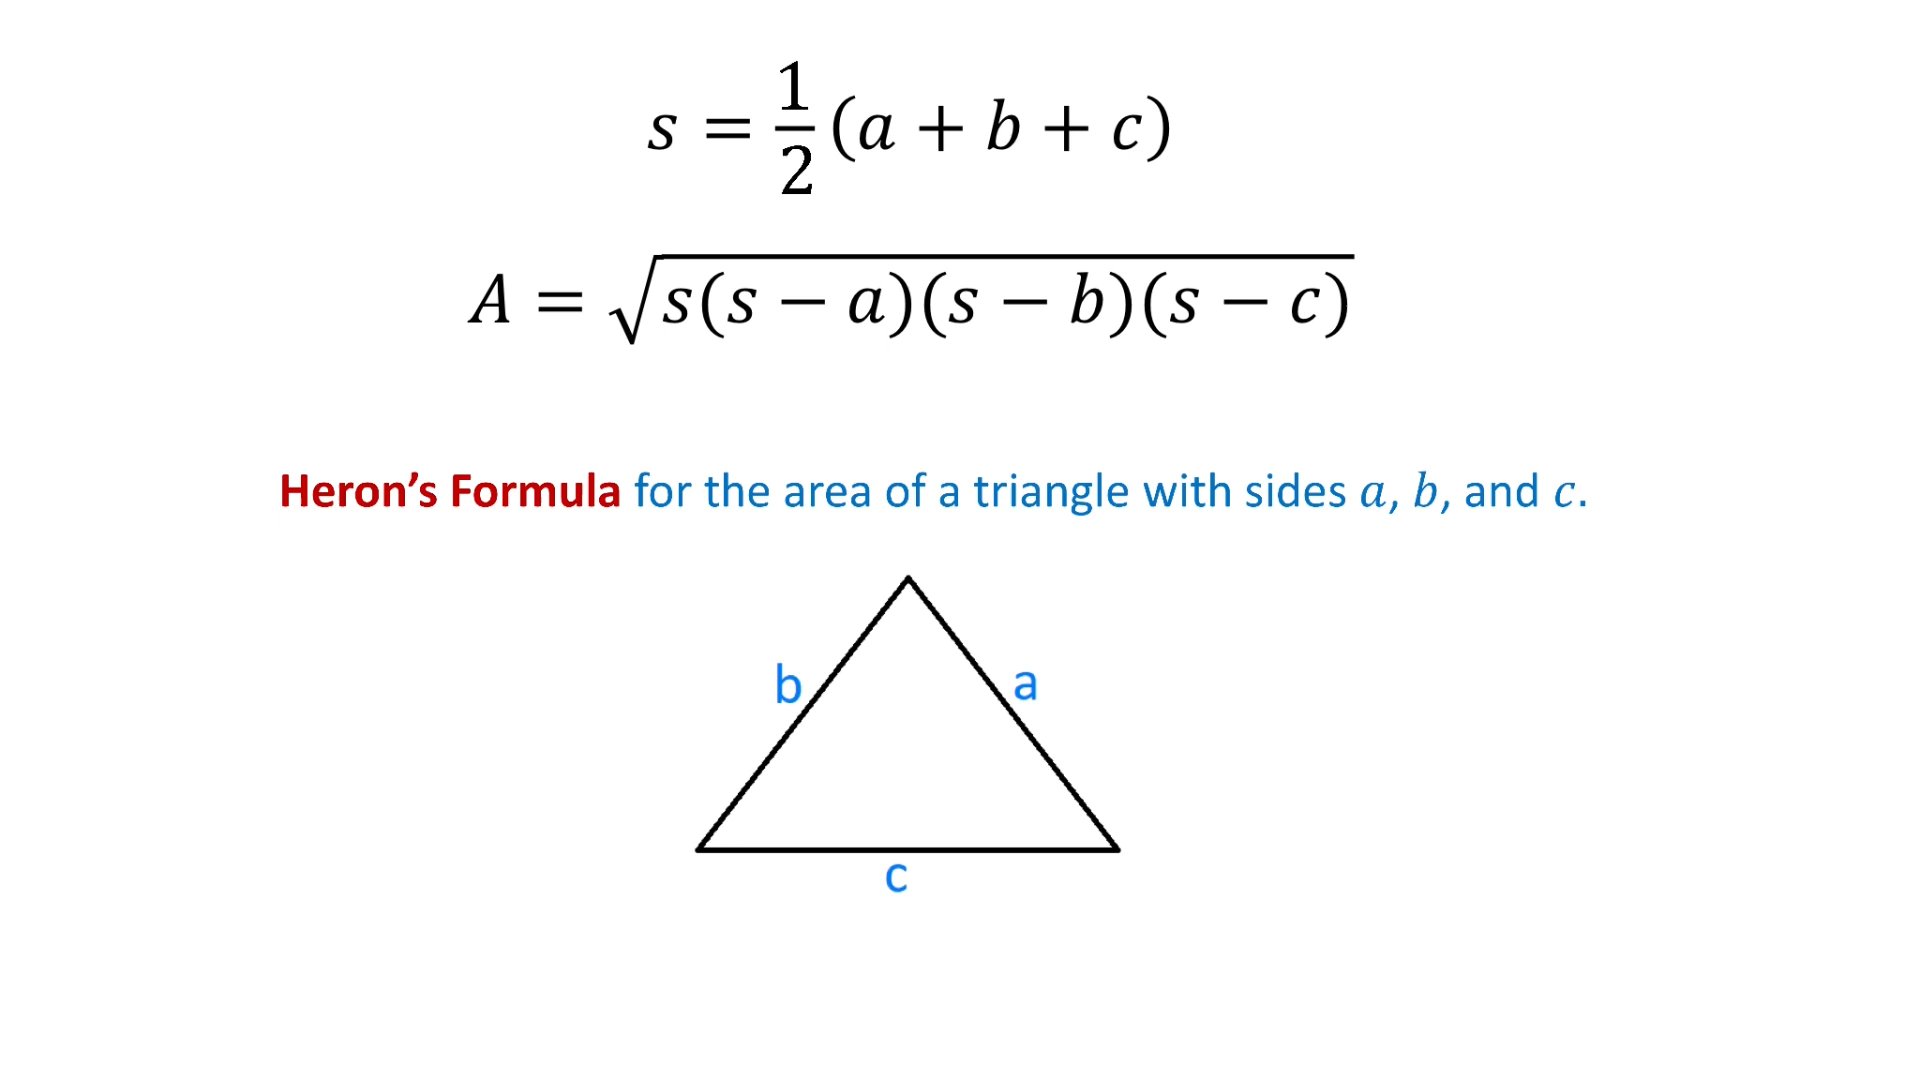 s = 1/2 (a + b + c)
A = √s(s − a)(s − b)(s − c)
Heron’s Formula for the area of a triangle with sides a, b, and c.
b
a
c